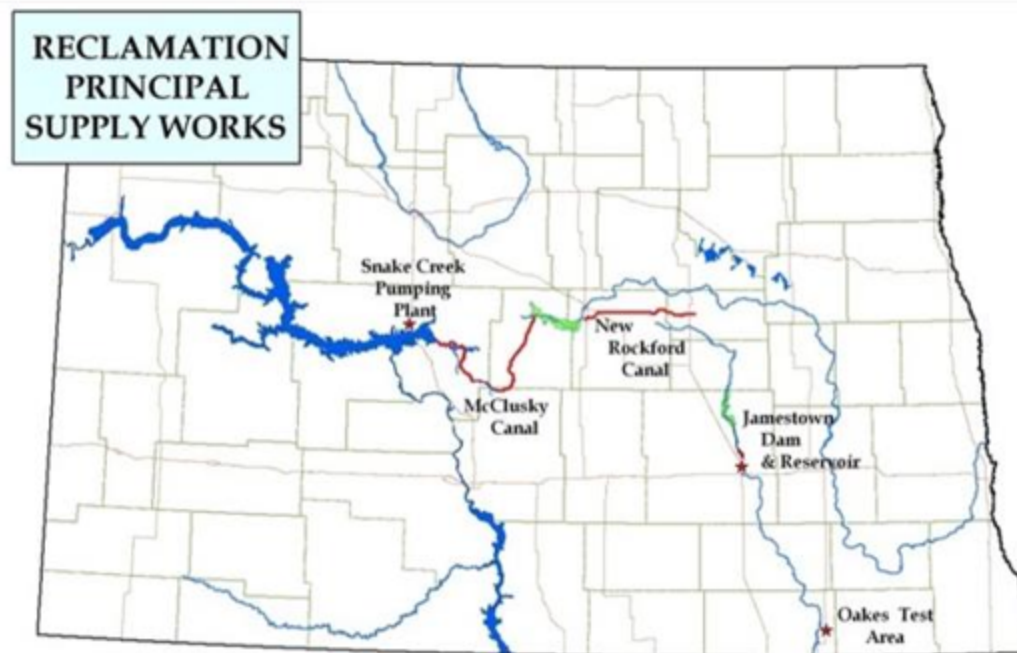 RECLAMATION
PRINCIPAL
SUPPLY WORKS
Snake Creek
Pumping
Plant
New
Rockford
Canal
McClusky
Canal
Jamestown
Dam
& Reservoir
Oakes Test
Area